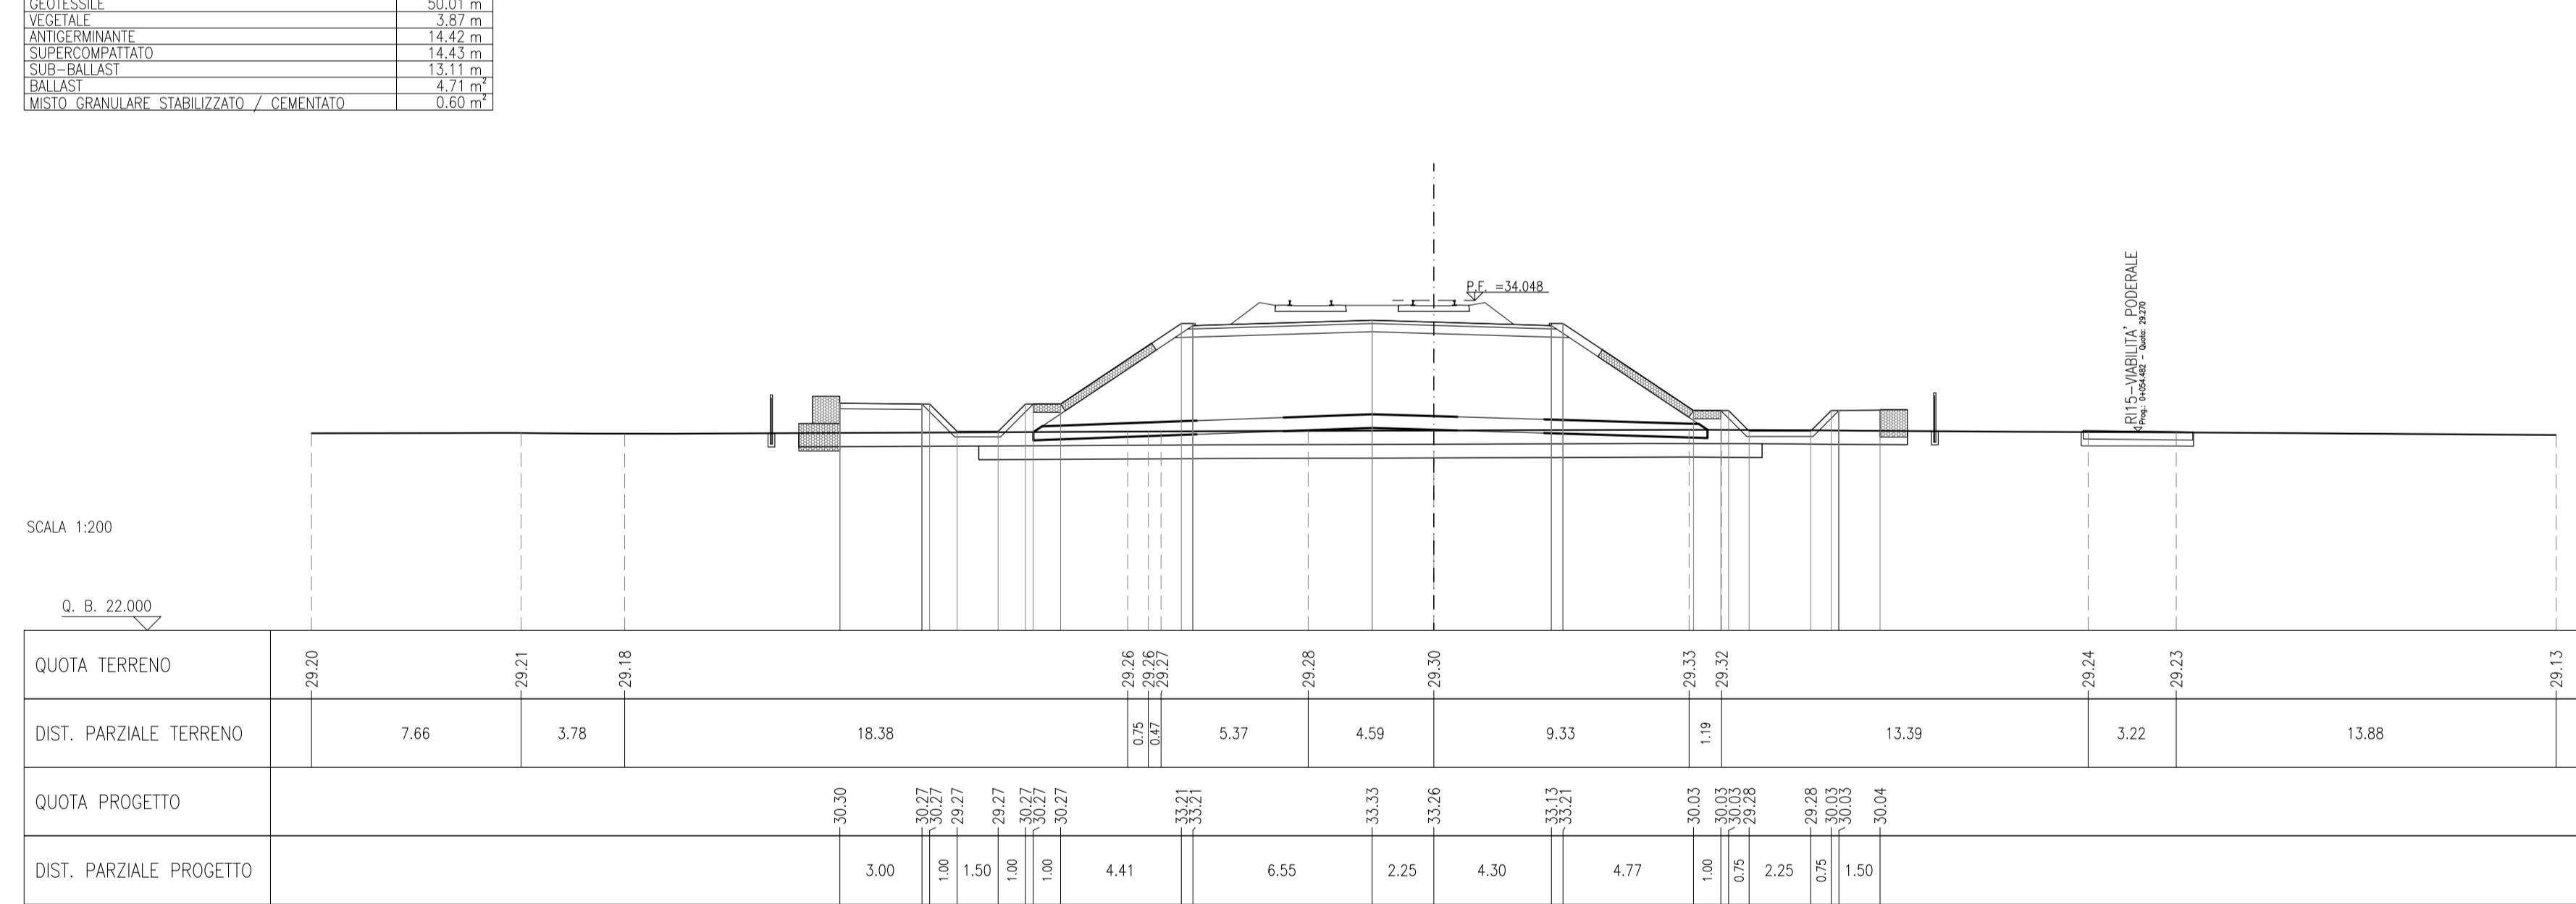 GEOTESSILE 50.01 m
VEGETALE 3.87 m
ANTIGERMINANTE 14.42 m
SUPERCOMPATTATO 14.43 m
SUB-BALLAST 13.11 m
BALLAST 4.71 m²
MISTO GRANULARE STABILIZZATO / CEMENTATO 0.60 m²
P.F. =34.048
RI15-VIABILITA' PODERALE
Prog.: 0+054.482 - Quota: 29.270
SCALA 1:200
Q. B. 22.000
QUOTA TERRENO 29.20 29.21 29.18 29.26 29.26 29.27 29.28 29.30 29.33 29.32 29.24 29.23 29.13
DIST. PARZIALE TERRENO 7.66 3.78 18.38 0.75 0.47 5.37 4.59 9.33 1.19 13.39 3.22 13.88
QUOTA PROGETTO 30.30 30.27 30.27 29.27 29.27 30.27 30.27 30.27 33.21 33.21 33.33 33.26 33.13 33.21 30.03 30.03 30.03 29.28 29.28 30.03 30.03 30.04
DIST. PARZIALE PROGETTO 3.00 1.00 1.50 1.00 1.00 4.41 6.55 2.25 4.30 4.77 1.00 0.75 2.25 0.75 1.50